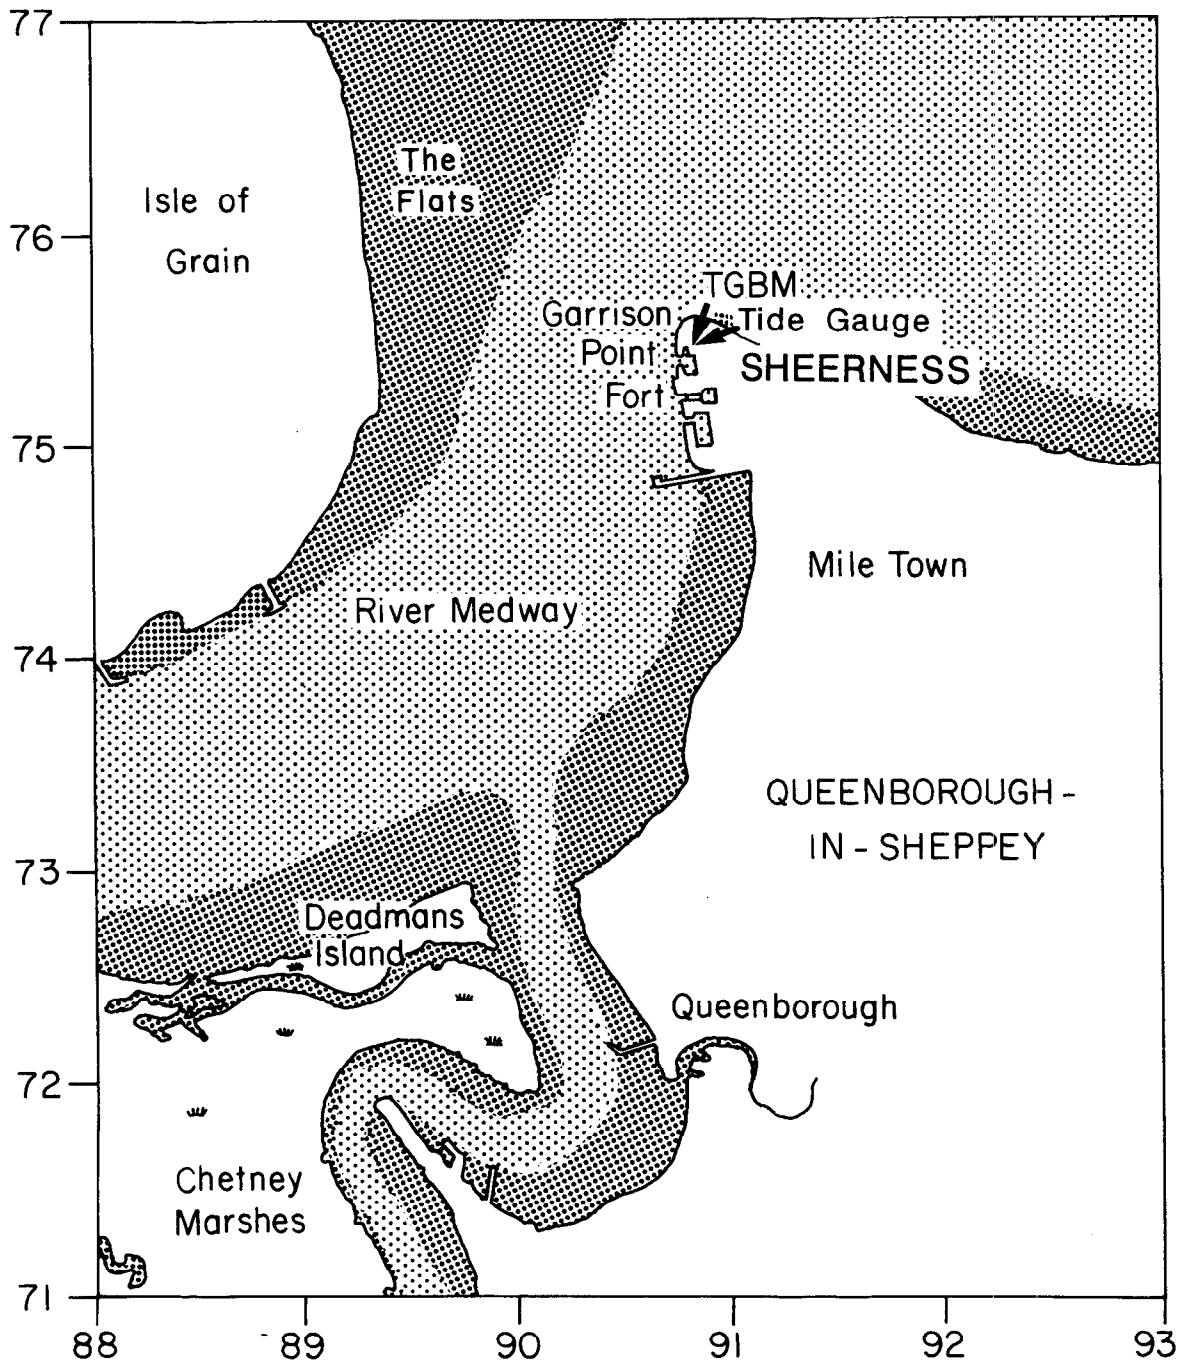 77
The
Flats
Isle of
Grain
76
TGBM
Garrison
Tide Gauge
Point
SHEERNESS
Fort
75
Mile Town
River Medway
74
QUEENBOROUGH-
IN-SHEPPEY
73
Deadmans
Island
Queenborough
72
Chetney
Marshes
71
88 89 90 91 92 93